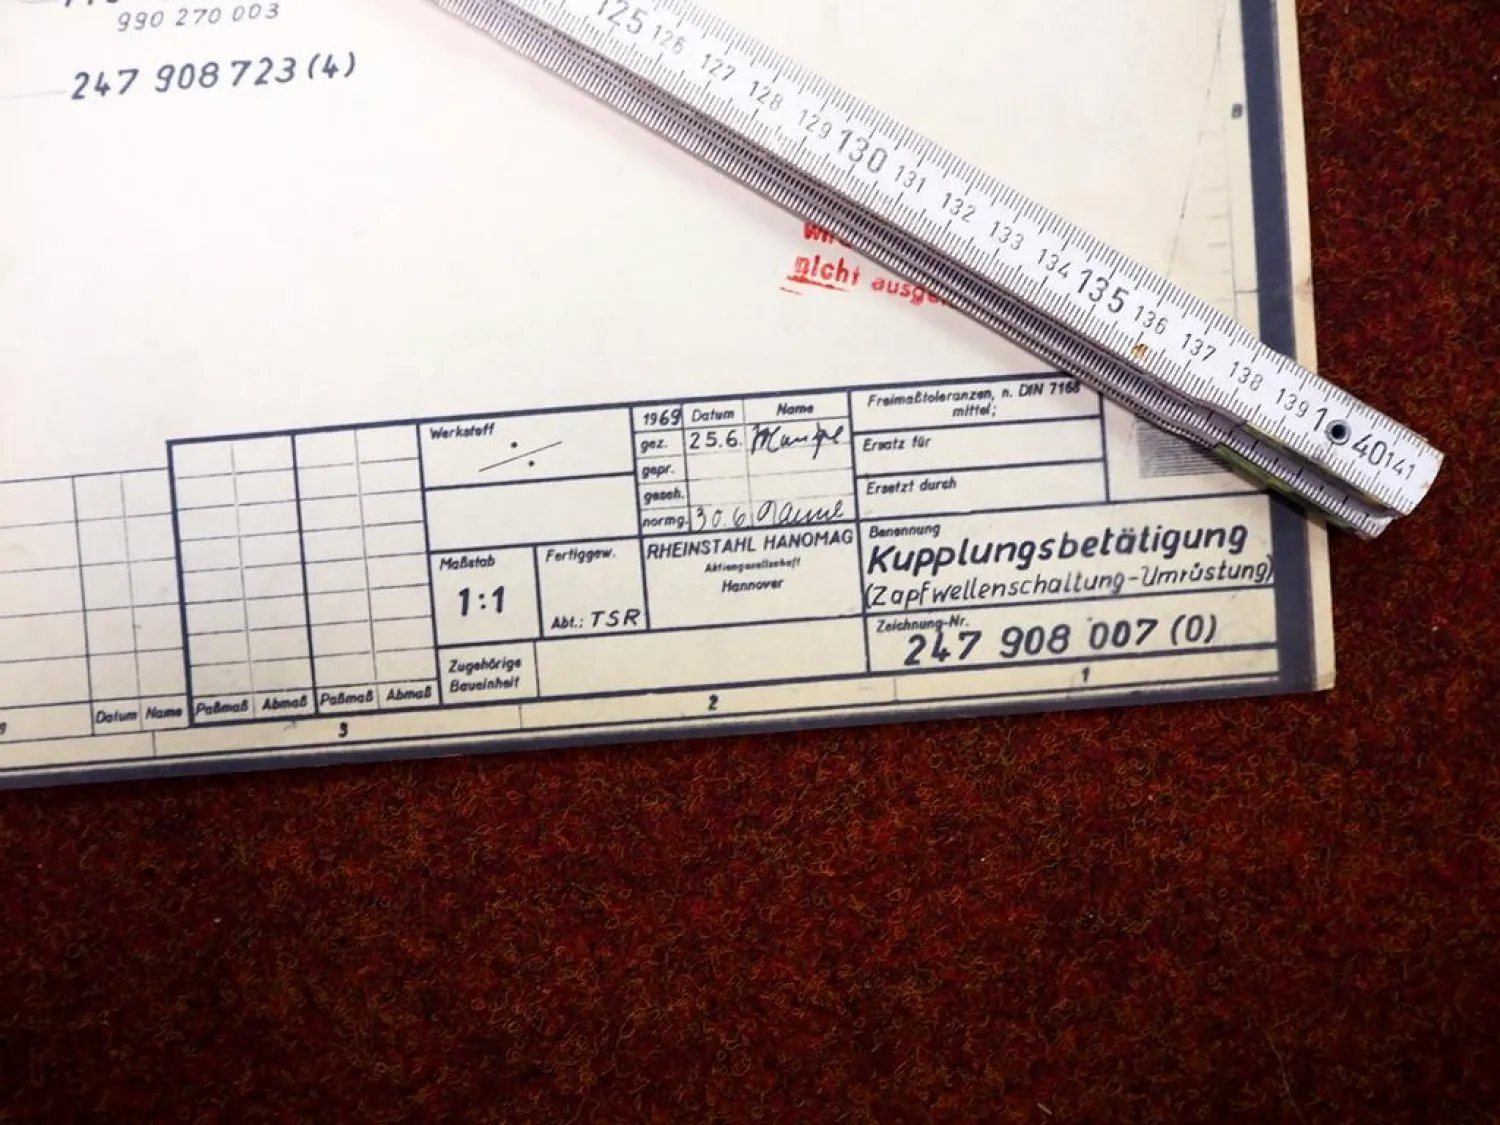 990 270 003
247 908 723 (4)
125 126 127 128 129 130 131 132 133 134 135 136 137 138 139 140 141
B
nicht
Werkstoff
./.
1969 Datum Name
gez. 25.6.
gepr.
gesch.
normg. 30.6
Freimaßtoleranzen, n. DIN 7168
mittel;
Ersatz für
Ersetzt durch
Maßstab
1:1
Fertiggew.
Abt.: TSR
RHEINSTAHL HANOMAG
Aktiengesellschaft
Hannover
Benennung
Kupplungsbetätigung
(Zapfwellenschaltung-Umrüstung)
Zeichnung-Nr.
247 908 007 (0)
Zugehörige
Baueinheit
Datum Name Paßmaß Abmaß Paßmaß Abmaß
3 2 1